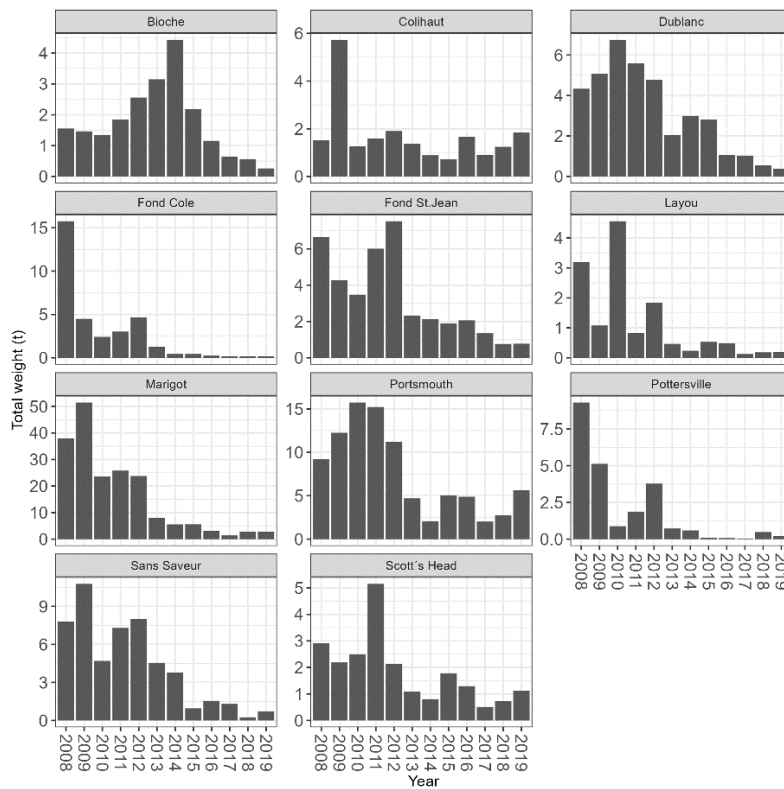 Bioche Colihaut Dublanc
4 6 6
3 4 4
2 2 2
1 0 0
0
Fond Cole Fond St.Jean Layou
15 6 4
10 4 3
5 2 2
0 0 1
0
Total weight (t)
Marigot Portsmouth Pottersville
50 15 7.5
40 10 5.0
30 5 2.5
20 0 0.0
10
0
2008 2009 2010 2011 2012 2013 2014 2015 2016 2017 2018 2019
Sans Saveur Scott´s Head
9 5
6 4
3 3
0 2
1
0
2008 2009 2010 2011 2012 2013 2014 2015 2016 2017 2018 2019 2008 2009 2010 2011 2012 2013 2014 2015 2016 2017 2018 2019
Year